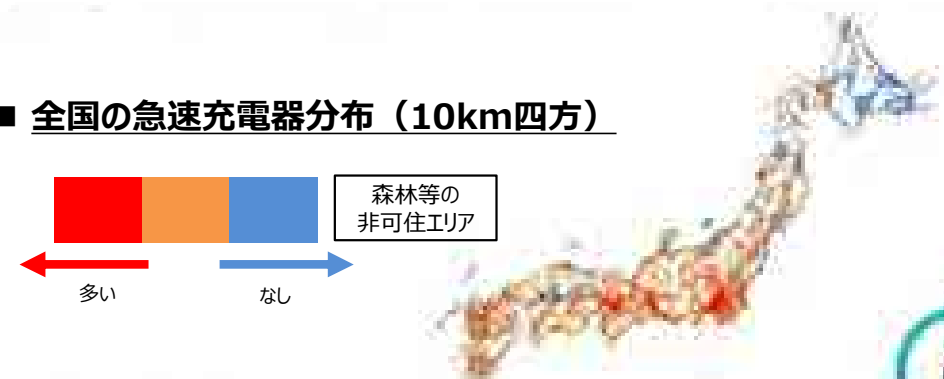 ■ 全国の急速充電器分布（10km四方）
森林等の
非可住エリア
多い
なし